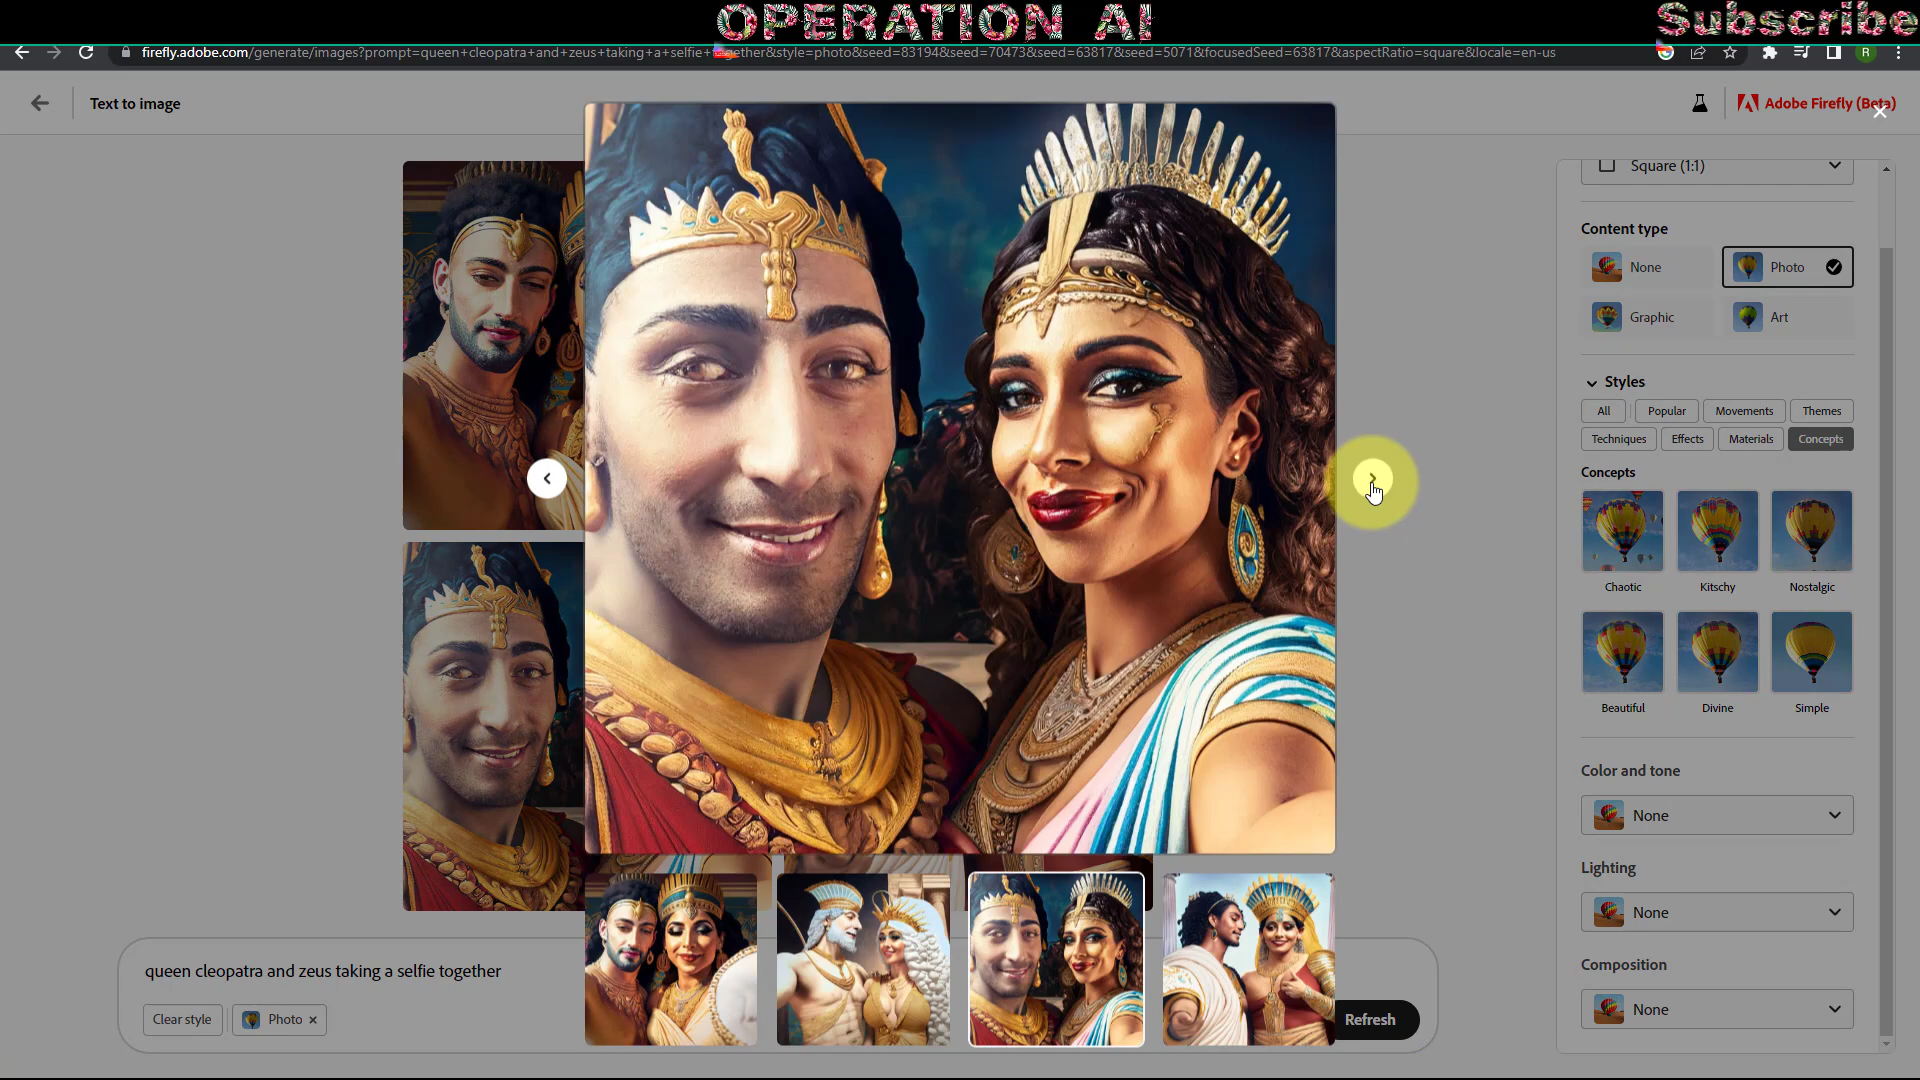 OPERATION AI
Subscribe
firefly.adobe.com/generate/images?prompt=queen+cleopatra+and+zeus+taking+a+selfie+together&style=photo&seed=83194&seed=70473&seed=63817&seed=5071&focusedSeed=63817&aspectRatio=square&locale=en-us
R
Text to image
Adobe Firefly (Beta)
Square (1:1)
Content type
None
Photo
Graphic
Art
Styles
All
Popular
Movements
Themes
Techniques
Effects
Materials
Concepts
Concepts
Chaotic
Kitschy
Nostalgic
Beautiful
Divine
Simple
Color and tone
None
Lighting
None
Composition
None
queen cleopatra and zeus taking a selfie together
Clear style
Photo
Refresh